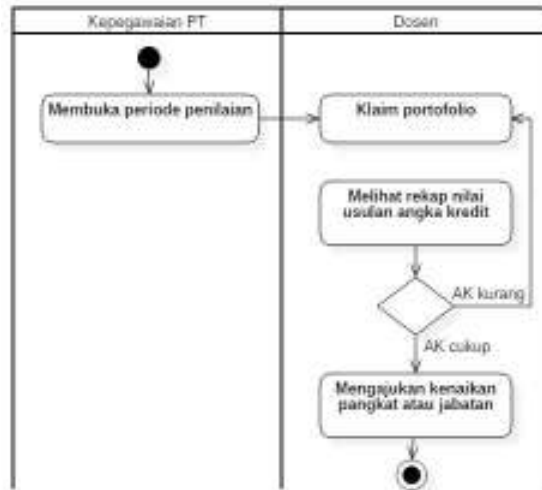 Kepegawaian PT
Dosen
Membuka periode penilaian
Klaim portofolio
Melihat rekap nilai
usulan angka kredit
AK kurang
AK cukup
Mengajukan kenaikan
pangkat atau jabatan